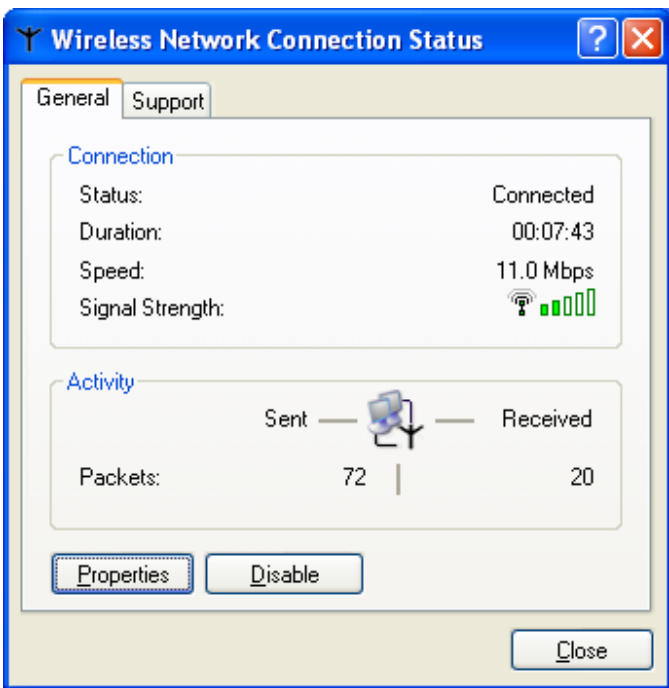 Wireless Network Connection Status
General Support
Connection
Status: Connected
Duration: 00:07:43
Speed: 11.0 Mbps
Signal Strength:
Activity
Sent Received
Packets: 72 20
Properties Disable
Close